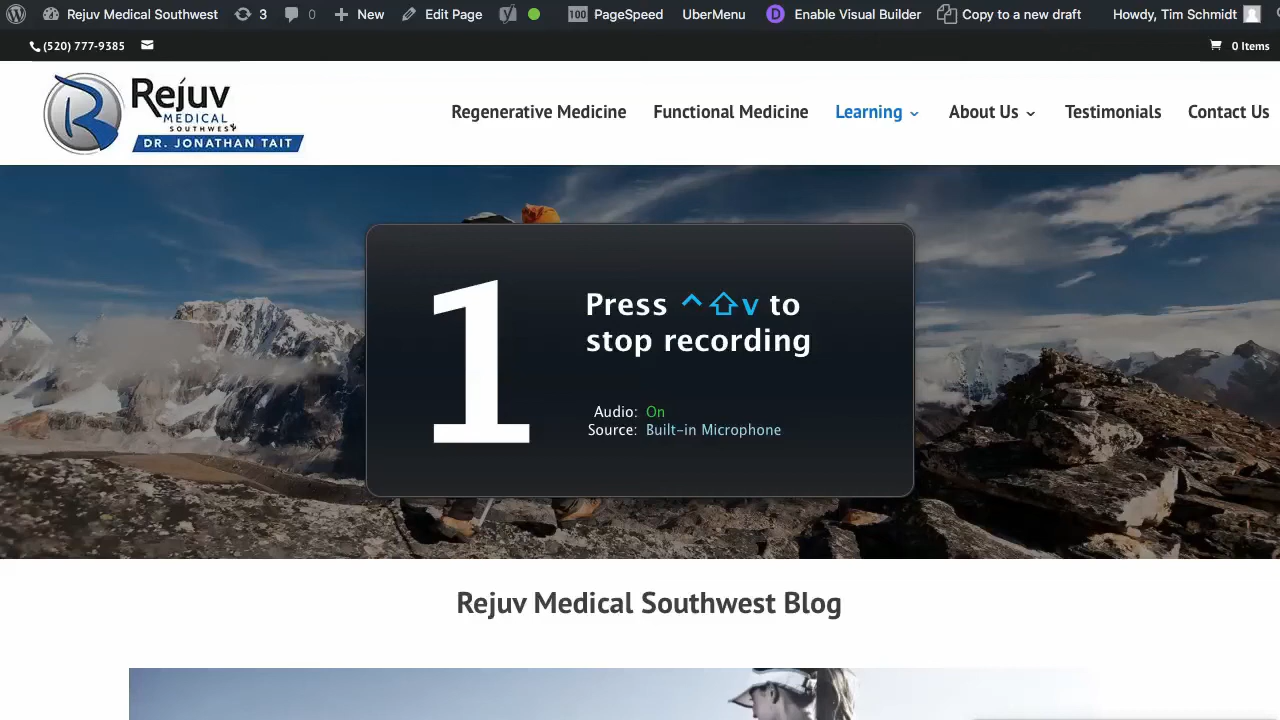 Rejuv Medical Southwest 3 0 New Edit Page 100 PageSpeed UberMenu D Enable Visual Builder Copy to a new draft Howdy, Tim Schmidt
(520) 777-9385 0 Items
Rejuv
MEDICAL
SOUTHWEST
DR. JONATHAN TAIT
Regenerative Medicine Functional Medicine Learning About Us Testimonials Contact Us
1
Press ^⇧v to
stop recording
Audio: On
Source: Built-in Microphone
Rejuv Medical Southwest Blog